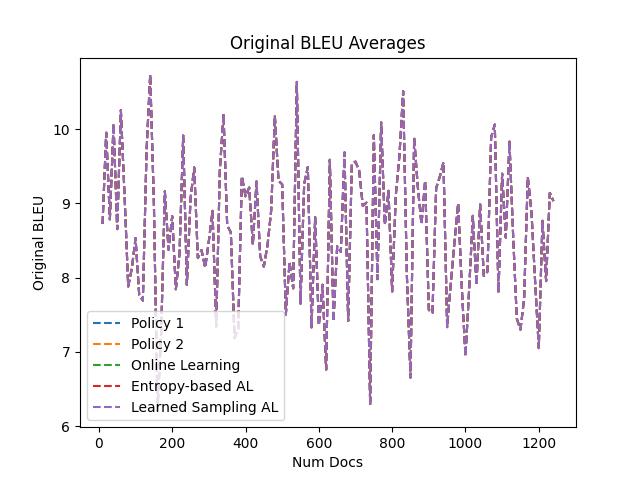 Original BLEU Averages
Original BLEU
10
9
8
7
6
Policy 1
Policy 2
Online Learning
Entropy-based AL
Learned Sampling AL
0 200 400 600 800 1000 1200
Num Docs